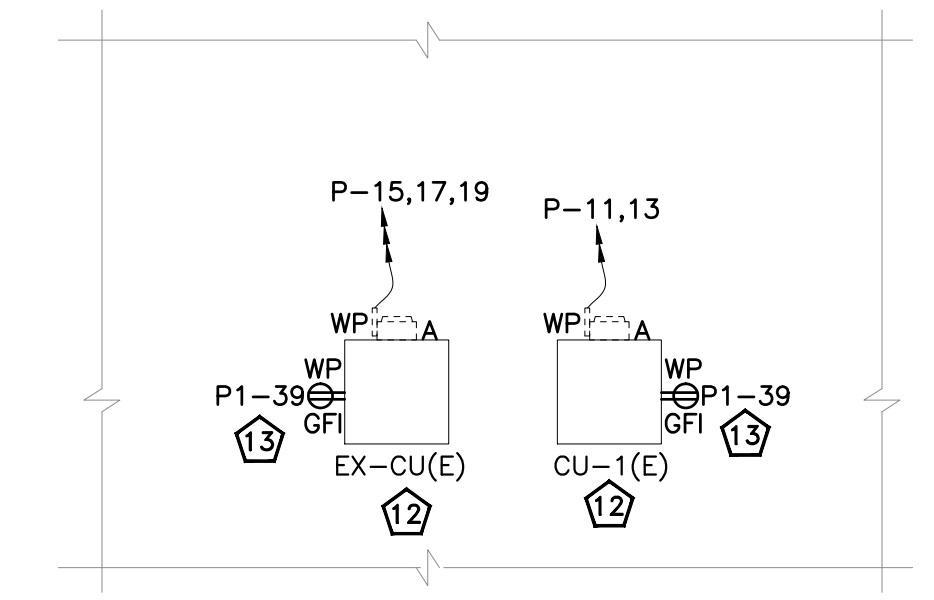 P-15,17,19
P-11,13
WP
A
WP
A
WP
P1-39
GFI
13
WP
P1-39
GFI
13
EX-CU(E)
12
CU-1(E)
12